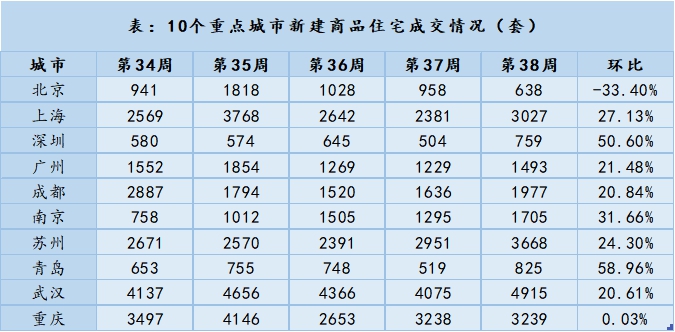 表：10个重点城市新建商品住宅成交情况（套）
城市 第34周 第35周 第36周 第37周 第38周 环比
北京 941 1818 1028 958 638 -33.40%
上海 2569 3768 2642 2381 3027 27.13%
深圳 580 574 645 504 759 50.60%
广州 1552 1854 1269 1229 1493 21.48%
成都 2887 1794 1520 1636 1977 20.84%
南京 758 1012 1505 1295 1705 31.66%
苏州 2671 2570 2391 2951 3668 24.30%
青岛 653 755 748 519 825 58.96%
武汉 4137 4656 4366 4075 4915 20.61%
重庆 3497 4146 2653 3238 3239 0.03%